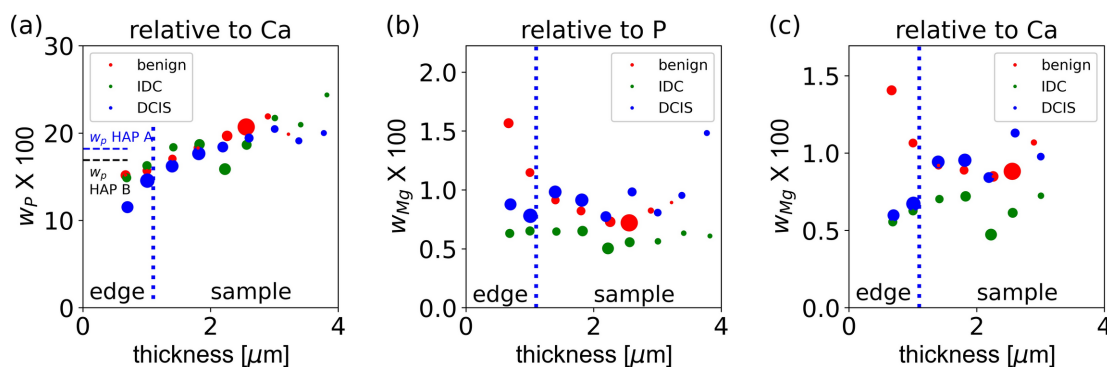 (a)
relative to Ca
30
20
10
0
w_P X 100
benign
IDC
DCIS
w_p HAP A
w_p
HAP B
edge
sample
0
2
4
thickness [μm]
(b)
relative to P
2.0
1.5
1.0
0.5
0.0
w_Mg X 100
benign
IDC
DCIS
edge
sample
0
2
4
thickness [μm]
(c)
relative to Ca
1.5
1.0
0.5
0.0
w_Mg X 100
benign
IDC
DCIS
edge
sample
0
2
4
thickness [μm]